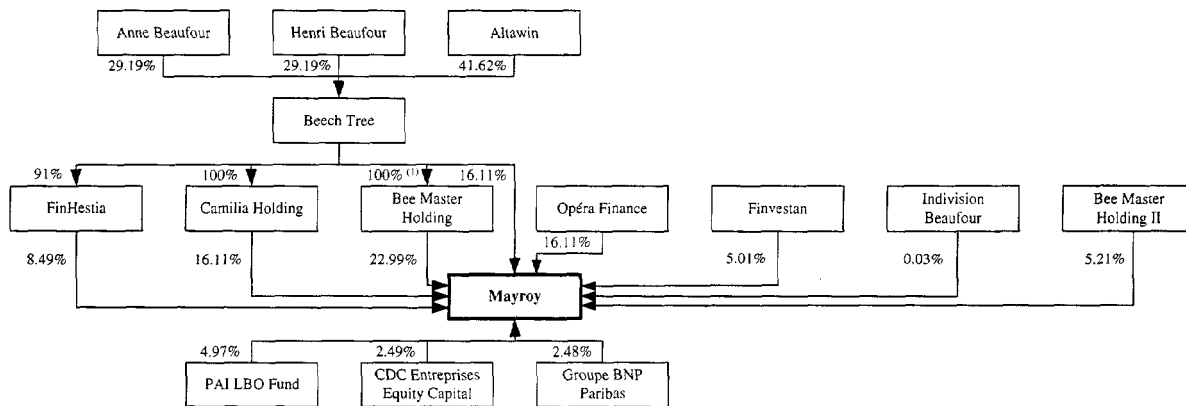 Anne Beaufour
Henri Beaufour
Altawin
29.19%
29.19%
41.62%
Beech Tree
91%
100%
100% (1)
16.11%
FinHestia
Camilia Holding
Bee Master
Holding
Opéra Finance
Finvestan
Indivision
Beaufour
Bee Master
Holding II
8.49%
16.11%
22.99%
16.11%
5.01%
0.03%
5.21%
Mayroy
4.97%
2.49%
2.48%
PAI LBO Fund
CDC Entreprises
Equity Capital
Groupe BNP
Paribas